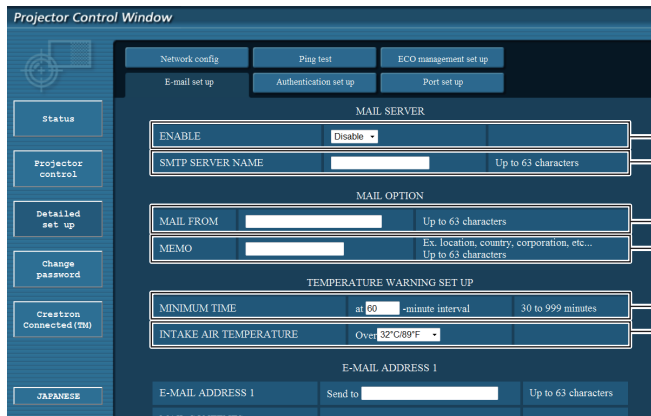 Projector Control Window
Network config
Ping test
ECO management set up
E-mail set up
Authentication set up
Port set up
Status
Projector
control
Detailed
set up
Change
password
Crestron
Connected(TM)
JAPANESE
MAIL SERVER
ENABLE Disable
SMTP SERVER NAME Up to 63 characters
MAIL OPTION
MAIL FROM Up to 63 characters
MEMO Ex. location, country, corporation, etc...
Up to 63 characters
TEMPERATURE WARNING SET UP
MINIMUM TIME at 60 -minute interval 30 to 999 minutes
INTAKE AIR TEMPERATURE Over 32°C/89°F
E-MAIL ADDRESS 1
E-MAIL ADDRESS 1 Send to Up to 63 characters